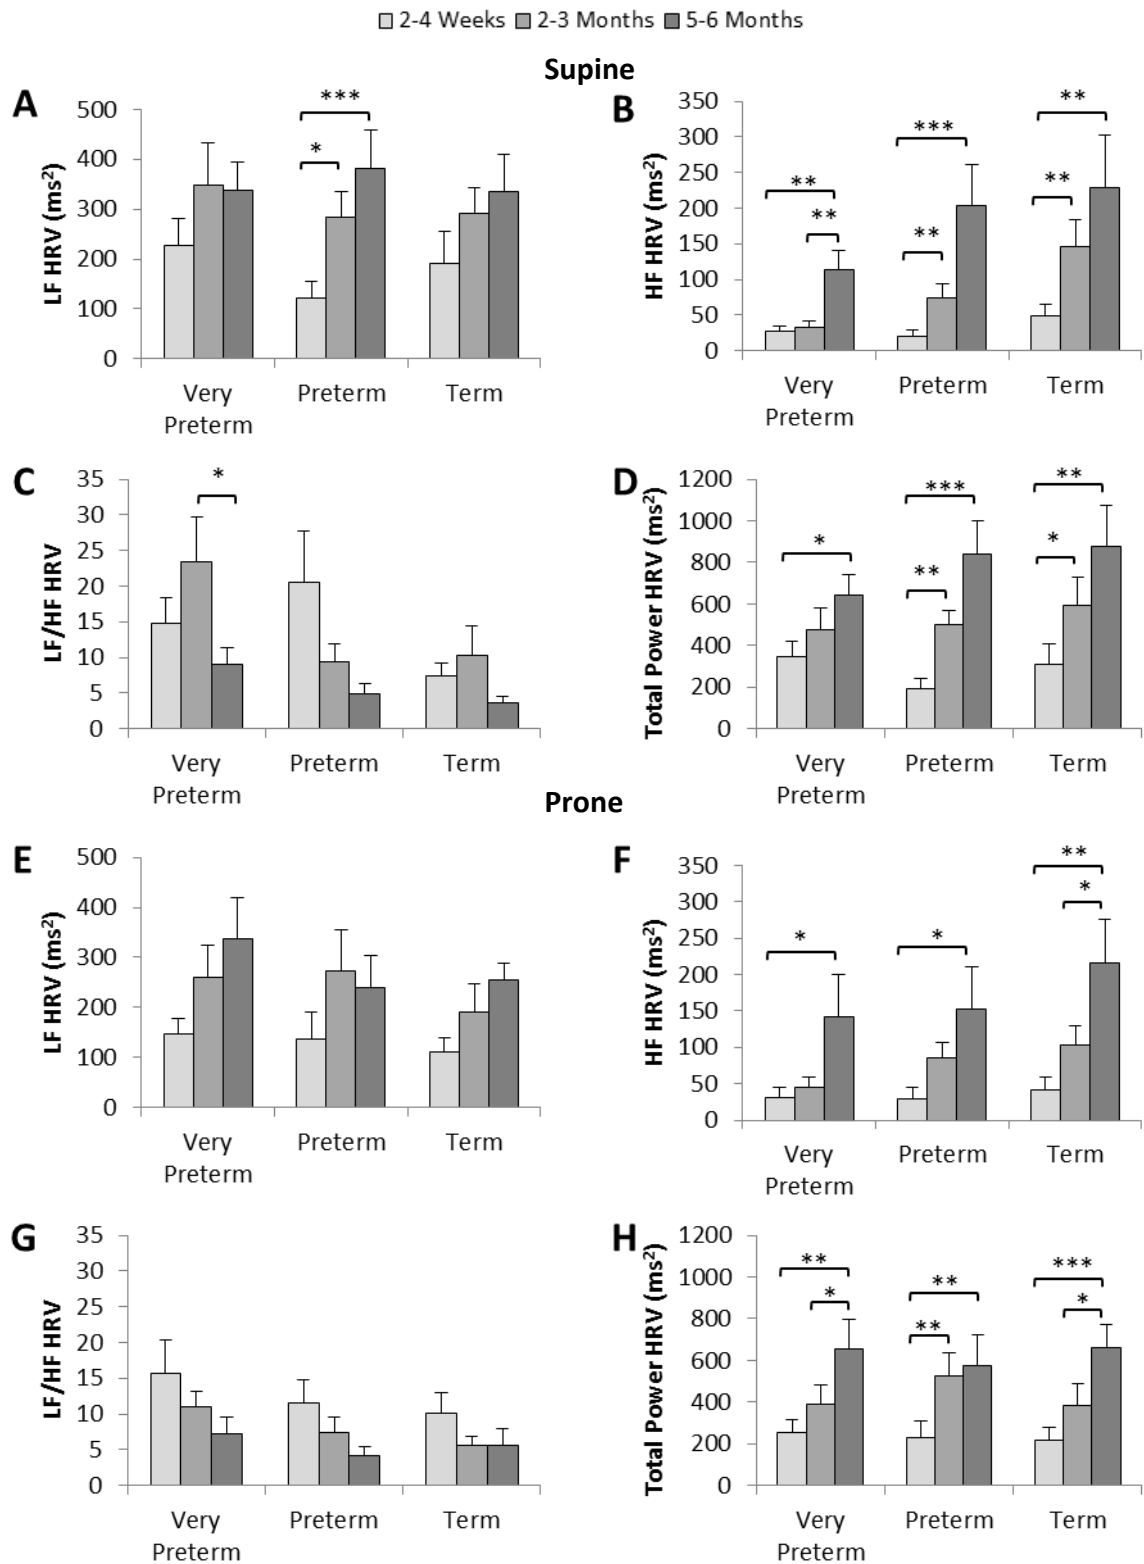 2-4 Weeks 2-3 Months 5-6 Months
Supine
A
LF HRV (ms²)
500
400
300
200
100
0
* ***
Very Preterm
Preterm
Term
B
HF HRV (ms²)
350
300
250
200
150
100
50
0
** ** ** *** ** **
Very Preterm
Preterm
Term
C
LF/HF HRV
35
30
25
20
15
10
5
0
*
Very Preterm
Preterm
Term
D
Total Power HRV (ms²)
1200
1000
800
600
400
200
0
* ** *** * **
Very Preterm
Preterm
Term
Prone
E
LF HRV (ms²)
500
400
300
200
100
0
Very Preterm
Preterm
Term
F
HF HRV (ms²)
350
300
250
200
150
100
50
0
* * ** *
Very Preterm
Preterm
Term
G
LF/HF HRV
35
30
25
20
15
10
5
0
Very Preterm
Preterm
Term
H
Total Power HRV (ms²)
1200
1000
800
600
400
200
0
** * ** ** *** *
Very Preterm
Preterm
Term